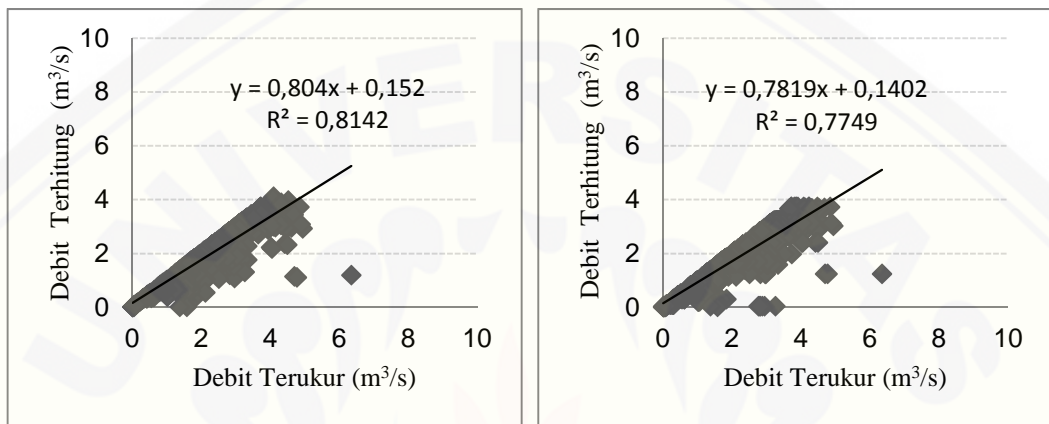 10
8
6
4
2
0
y = 0,804x + 0,152
R² = 0,8142
0 2 4 6 8 10
Debit Terhitung (m³/s)
Debit Terukur (m³/s)
10
8
6
4
2
0
y = 0,7819x + 0,1402
R² = 0,7749
0 2 4 6 8 10
Debit Terhitung (m³/s)
Debit Terukur (m³/s)
UNIVERSITAS